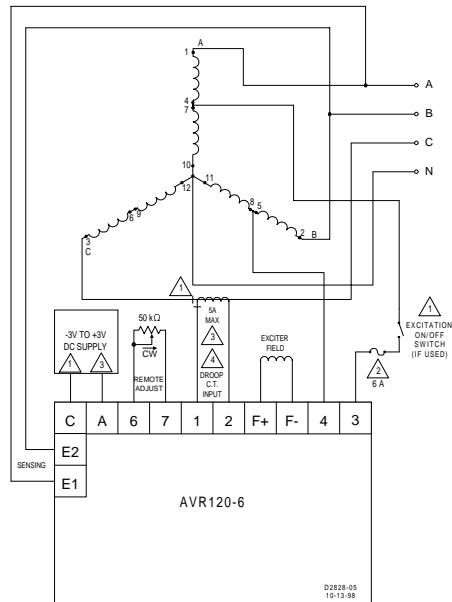 A
1
A
4
7
B
C
10
N
12
11
6
9
8
5
3
C
2
B
1
-3V TO +3V
DC SUPPLY
1
3
50 kΩ
CW
REMOTE
ADJUST
5A
MAX
3
4
DROOP
C.T.
INPUT
EXCITER
FIELD
1
EXCITATION
ON/OFF
SWITCH
(IF USED)
2
6 A
C A 6 7 1 2 F+ F- 4 3
E2
SENSING
E1
AVR120-6
D2828-05
10-13-98